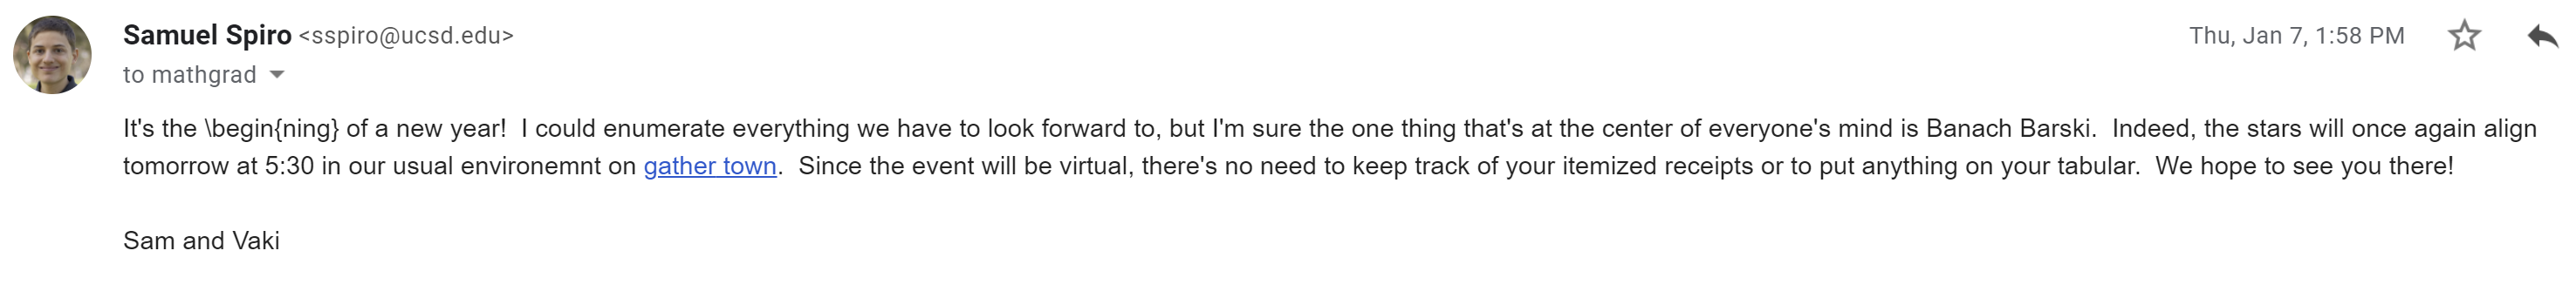 Samuel Spiro <sspiro@ucsd.edu>
Thu, Jan 7, 1:58 PM
to mathgrad
It's the \begin{ning} of a new year!  I could enumerate everything we have to look forward to, but I'm sure the one thing that's at the center of everyone's mind is Banach Barski.  Indeed, the stars will once again align
tomorrow at 5:30 in our usual environemnt on gather town.  Since the event will be virtual, there's no need to keep track of your itemized receipts or to put anything on your tabular.  We hope to see you there!
Sam and Vaki